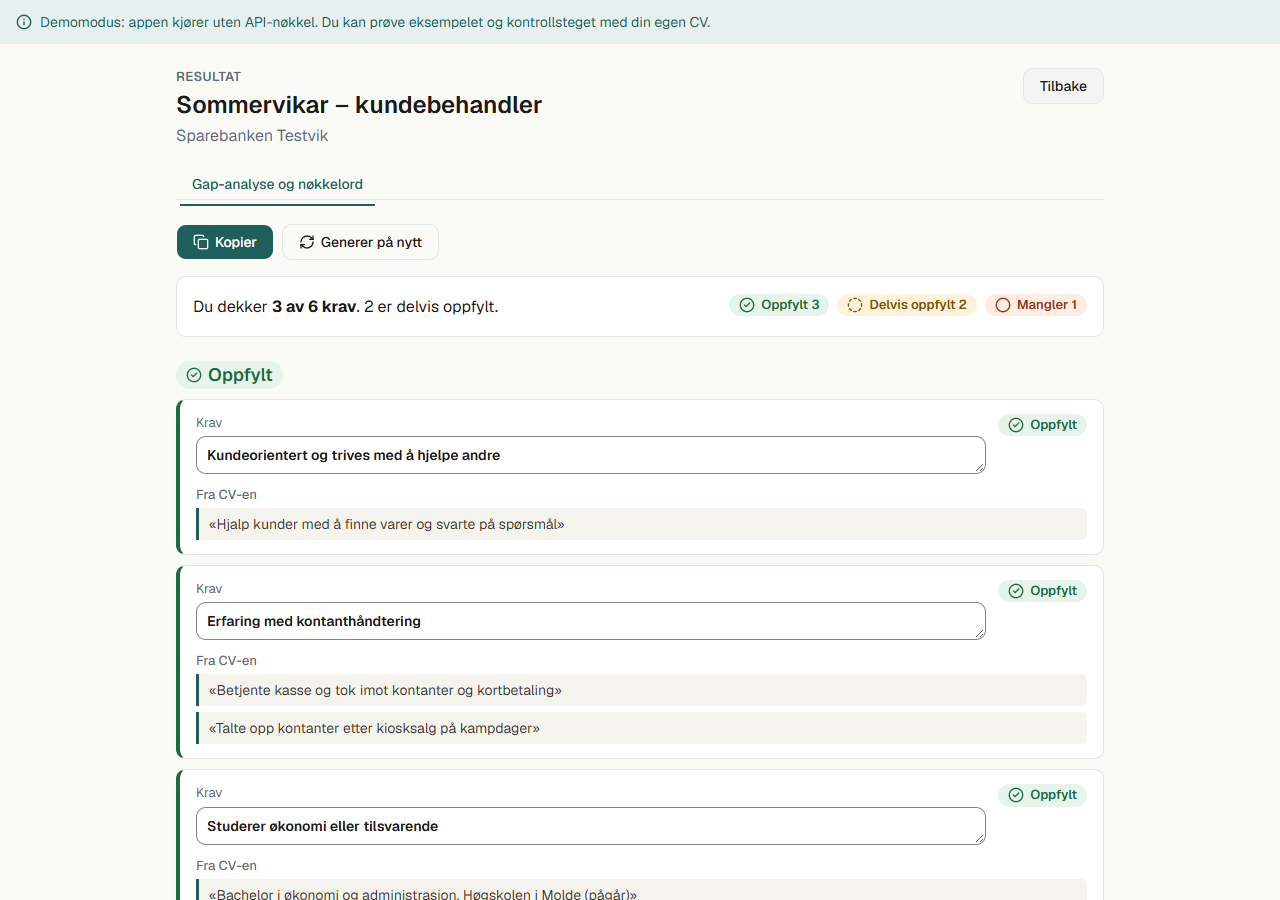 Demomodus: appen kjører uten API-nøkkel. Du kan prøve eksempelet og kontrollsteget med din egen CV.
RESULTAT
Sommervikar – kundebehandler
Sparebanken Testvik
Tilbake
Gap-analyse og nøkkelord
Kopier
Generer på nytt
Du dekker 3 av 6 krav. 2 er delvis oppfylt.
Oppfylt 3
Delvis oppfylt 2
Mangler 1
Oppfylt
Krav
Oppfylt
Kundeorientert og trives med å hjelpe andre
Fra CV-en
«Hjalp kunder med å finne varer og svarte på spørsmål»
Krav
Oppfylt
Erfaring med kontanthåndtering
Fra CV-en
«Betjente kasse og tok imot kontanter og kortbetaling»
«Talte opp kontanter etter kiosksalg på kampdager»
Krav
Oppfylt
Studerer økonomi eller tilsvarende
Fra CV-en
«Bachelor i økonomi og administrasjon, Høgskolen i Molde (pågår)»